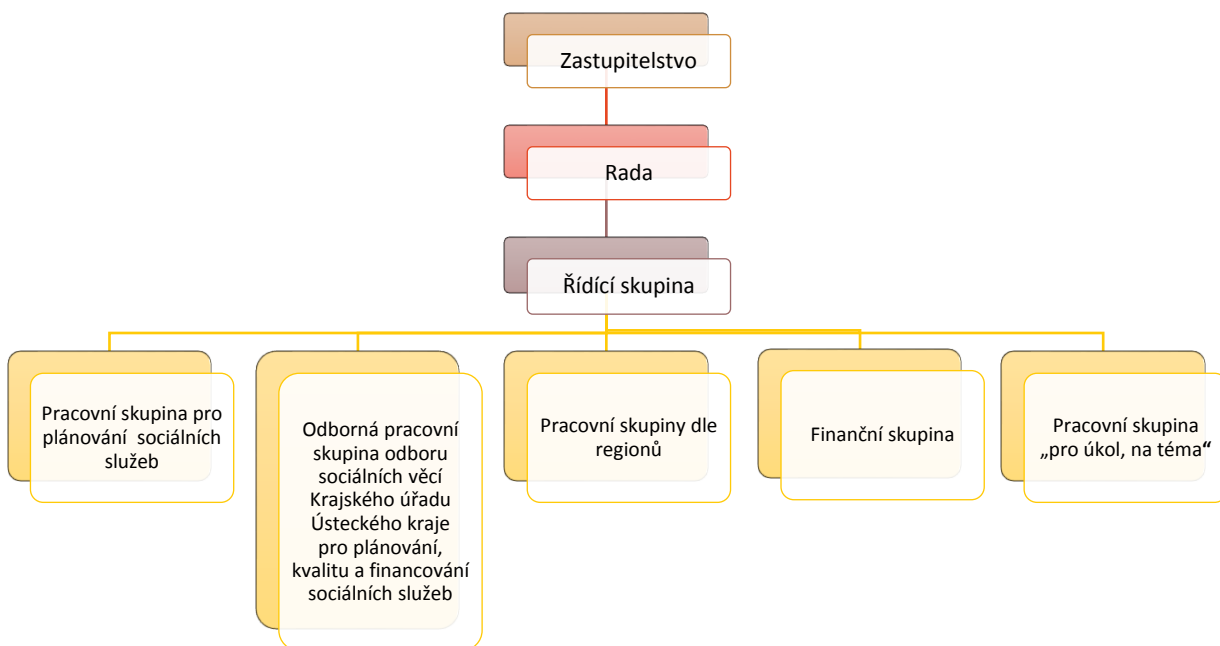 Zastupitelstvo
Rada
Řídící skupina
Pracovní skupina pro
plánování sociálních
služeb
Odborná pracovní
skupina odboru
sociálních věcí
Krajského úřadu
Ústeckého kraje
pro plánování,
kvalitu a financování
sociálních služeb
Pracovní skupiny dle
regionů
Finanční skupina
Pracovní skupina
„pro úkol, na téma“